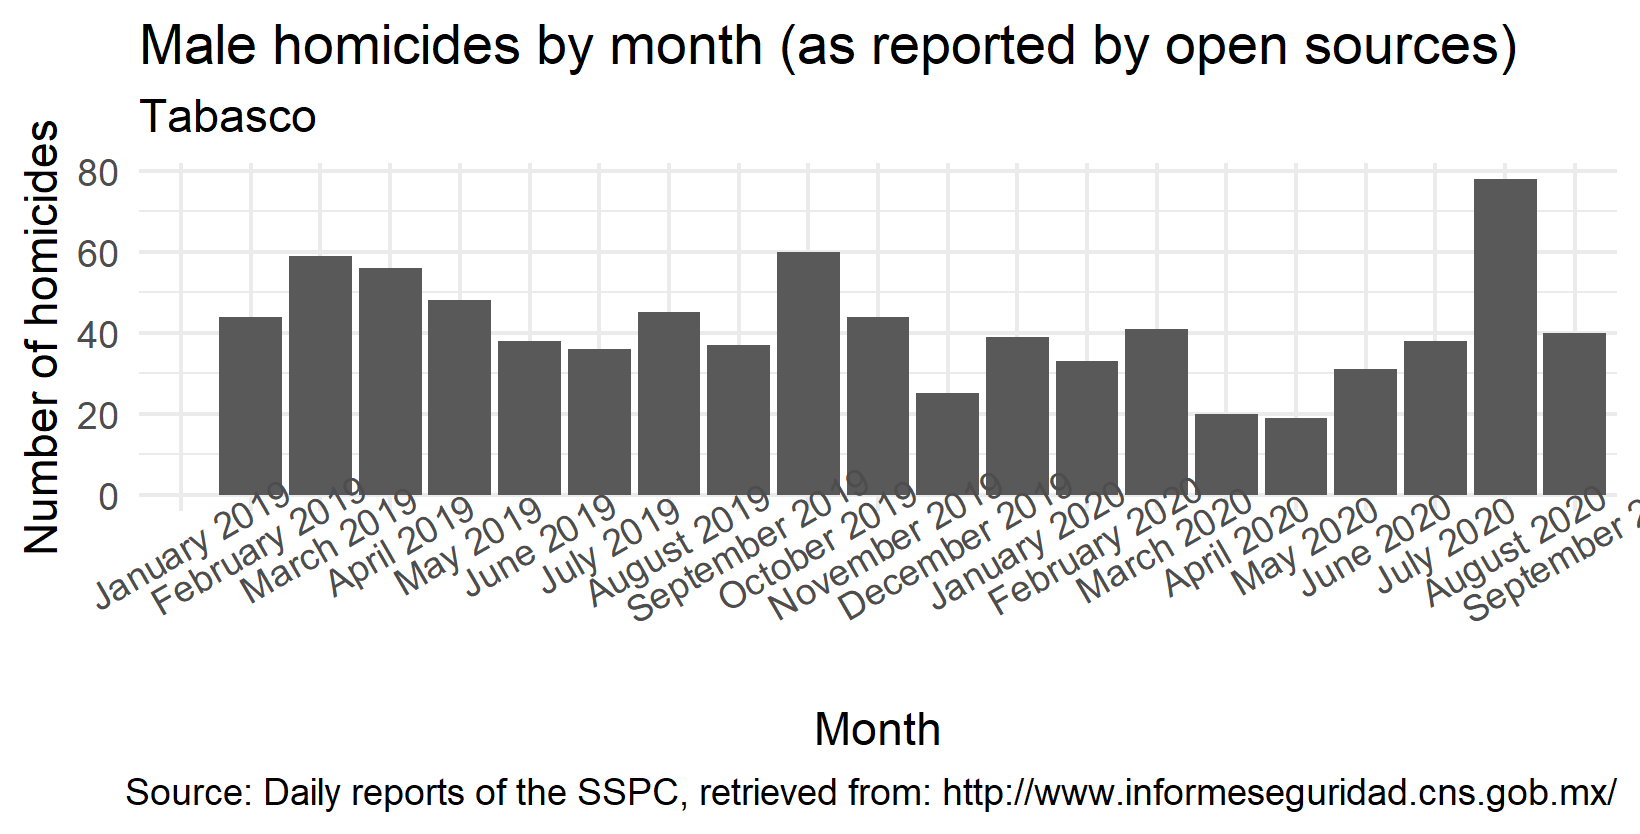 Male homicides by month (as reported by open sources)
Tabasco
Number of homicides
80
60
40
20
0
January 2019
February 2019
March 2019
April 2019
May 2019
June 2019
July 2019
August 2019
September 2019
October 2019
November 2019
December 2019
January 2020
February 2020
March 2020
April 2020
May 2020
June 2020
July 2020
August 2020
September 2
Month
Source: Daily reports of the SSPC, retrieved from: http://www.informeseguridad.cns.gob.mx/